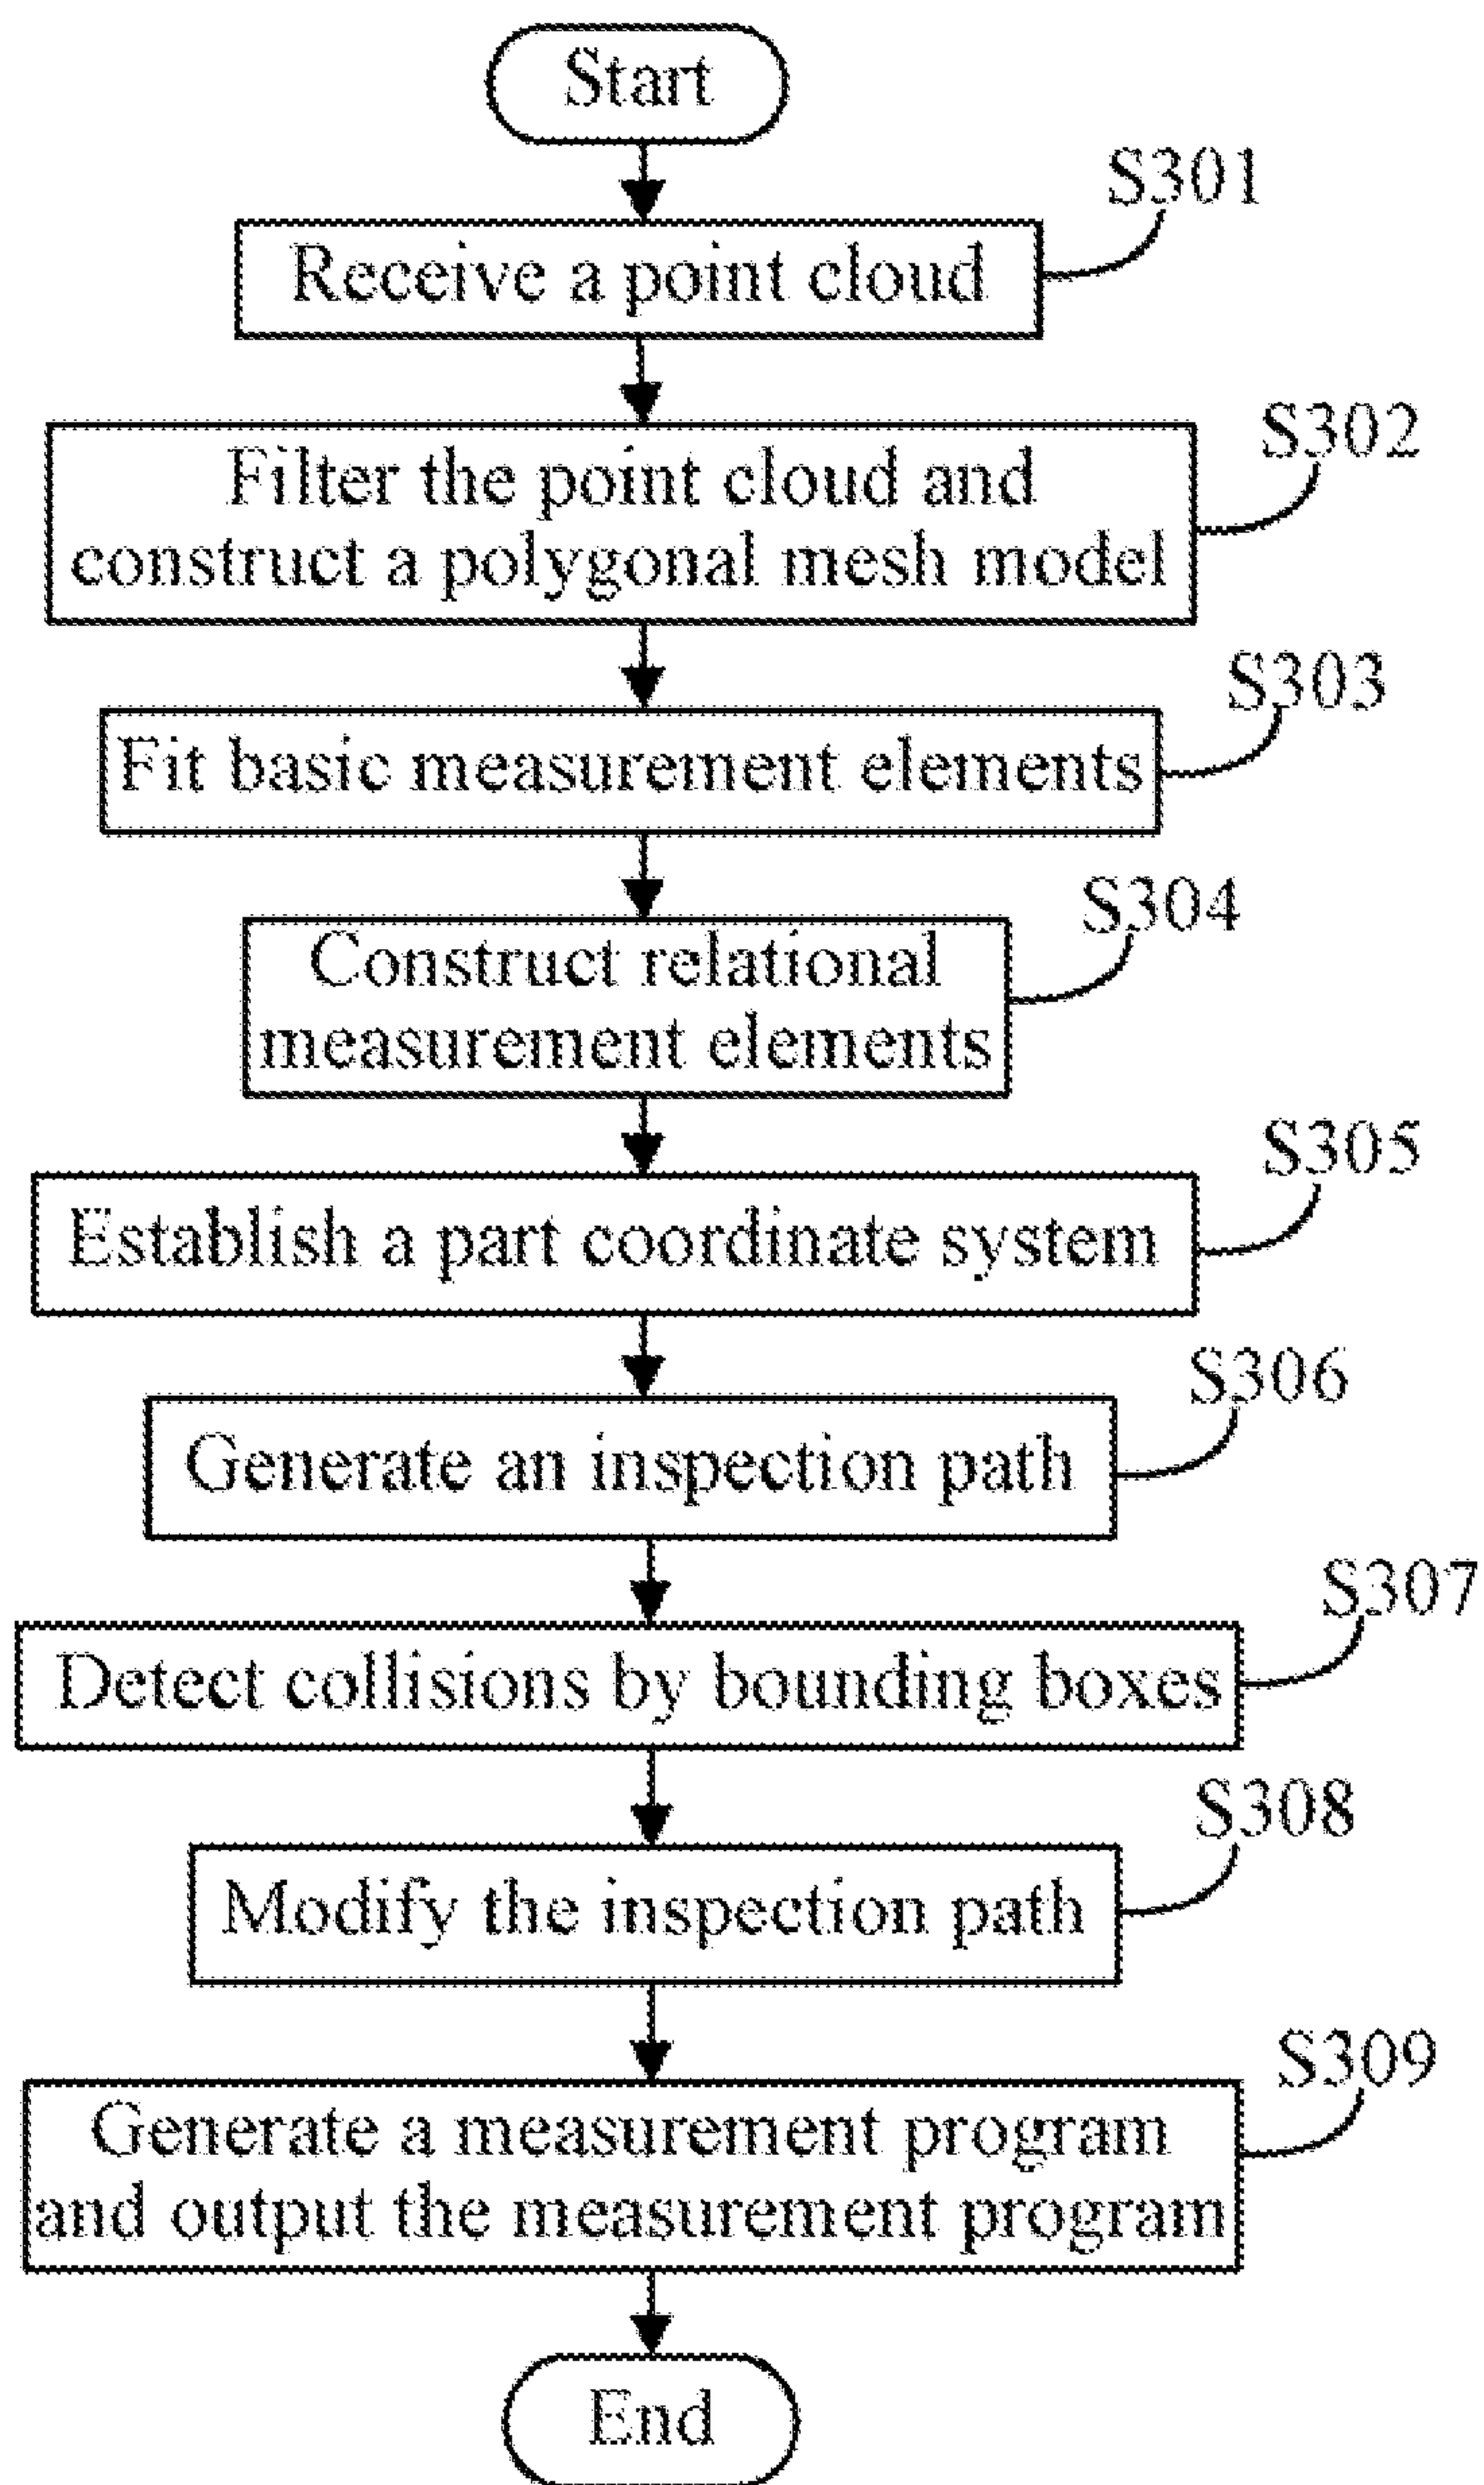 Start
S301
Receive a point cloud
S302
Filter the point cloud and
construct a polygonal mesh model
S303
Fit basic measurement elements
S304
Construct relational
measurement elements
S305
Establish a part coordinate system
S306
Generate an inspection path
S307
Detect collisions by bounding boxes
S308
Modify the inspection path
S309
Generate a measurement program
and output the measurement program
End